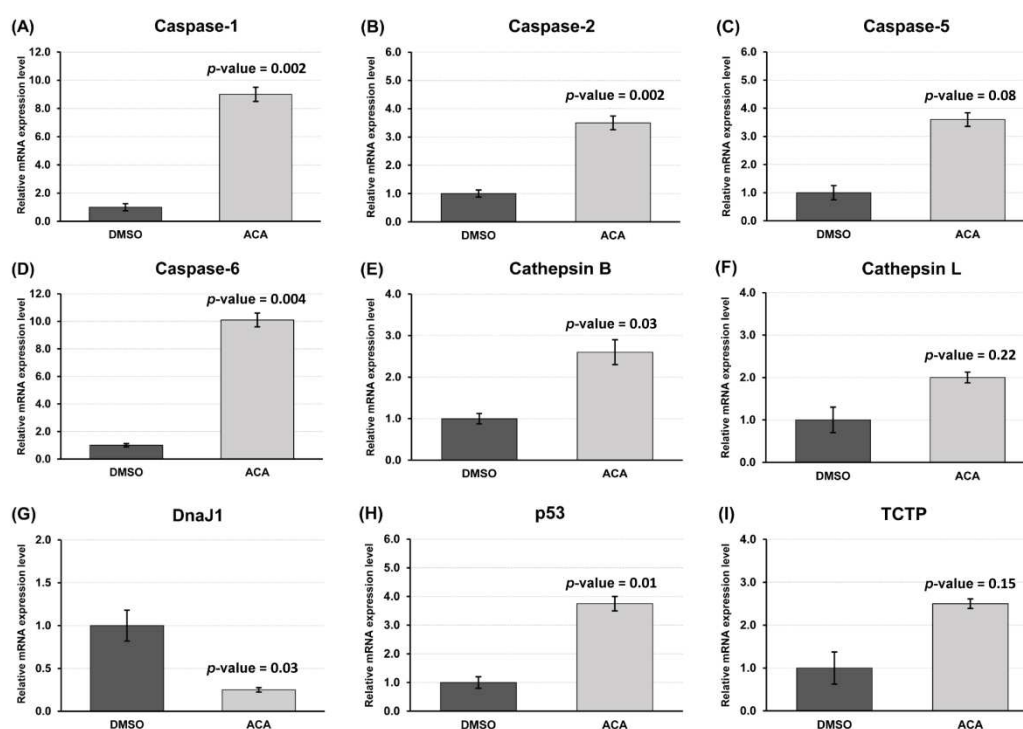 (A) Caspase-1
Relative mRNA expression level
12.0
10.0
8.0
6.0
4.0
2.0
0.0
p-value = 0.002
DMSO ACA
(B) Caspase-2
Relative mRNA expression level
6.0
5.0
4.0
3.0
2.0
1.0
0.0
p-value = 0.002
DMSO ACA
(C) Caspase-5
Relative mRNA expression level
6.0
5.0
4.0
3.0
2.0
1.0
0.0
p-value = 0.08
DMSO ACA
(D) Caspase-6
Relative mRNA expression level
12.0
10.0
8.0
6.0
4.0
2.0
0.0
p-value = 0.004
DMSO ACA
(E) Cathepsin B
Relative mRNA expression level
4.0
3.0
2.0
1.0
0.0
p-value = 0.03
DMSO ACA
(F) Cathepsin L
Relative mRNA expression level
4.0
3.0
2.0
1.0
0.0
p-value = 0.22
DMSO ACA
(G) DnaJ1
Relative mRNA expression level
2.0
1.5
1.0
0.5
0.0
p-value = 0.03
DMSO ACA
(H) p53
Relative mRNA expression level
6.0
5.0
4.0
3.0
2.0
1.0
0.0
p-value = 0.01
DMSO ACA
(I) TCTP
Relative mRNA expression level
4.0
3.0
2.0
1.0
0.0
p-value = 0.15
DMSO ACA